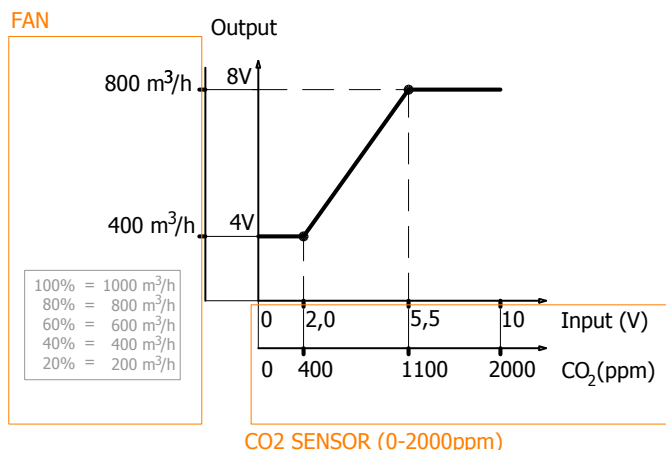 FAN
Output
800 m³/h
8V
400 m³/h
4V
100% = 1000 m³/h
80% = 800 m³/h
60% = 600 m³/h
40% = 400 m³/h
20% = 200 m³/h
0 2,0 5,5 10 Input (V)
0 400 1100 2000 CO₂(ppm)
CO2 SENSOR (0-2000ppm)